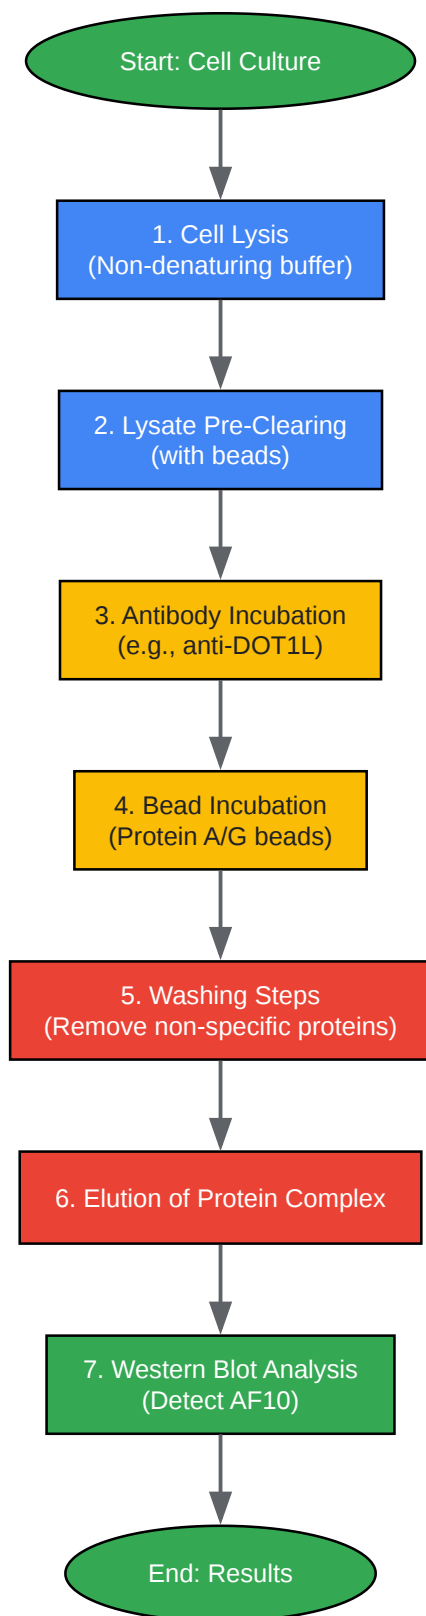 Start: Cell Culture
1. Cell Lysis
(Non-denaturing buffer)
2. Lysate Pre-Clearing
(with beads)
3. Antibody Incubation
(e.g., anti-DOT1L)
4. Bead Incubation
(Protein A/G beads)
5. Washing Steps
(Remove non-specific proteins)
6. Elution of Protein Complex
7. Western Blot Analysis
(Detect AF10)
End: Results